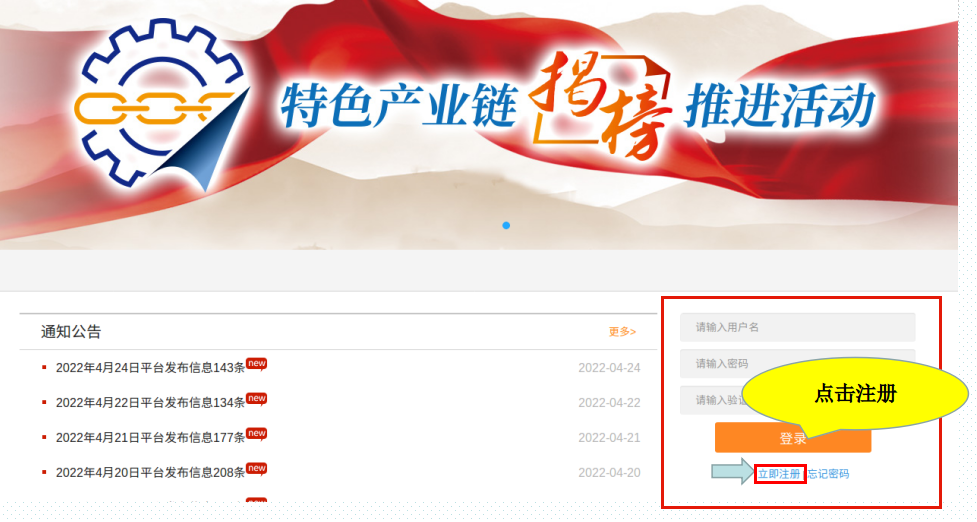 特色产业链揭榜推进活动
通知公告
更多>
2022年4月24日平台发布信息143条 new 2022-04-24
2022年4月22日平台发布信息134条 new 2022-04-22
2022年4月21日平台发布信息177条 new 2022-04-21
2022年4月20日平台发布信息208条 new 2022-04-20
请输入用户名
请输入密码
请输入验
点击注册
登录
立即注册 忘记密码